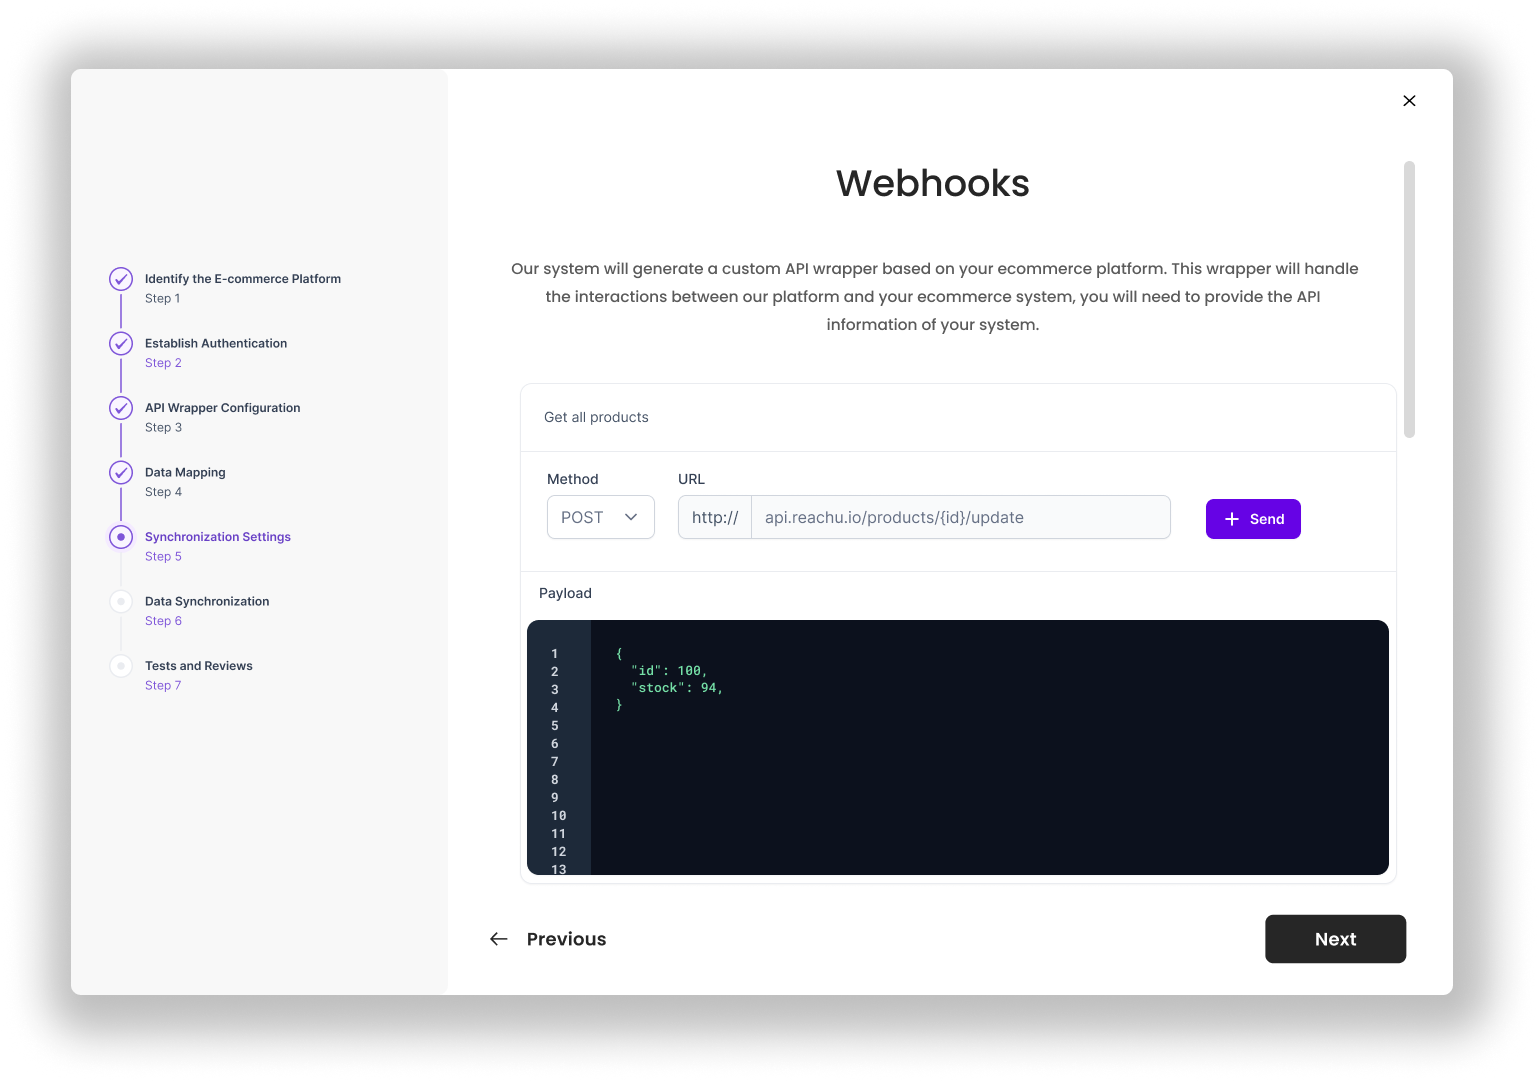 Identify the E-commerce Platform
Step 1
Establish Authentication
Step 2
API Wrapper Configuration
Step 3
Data Mapping
Step 4
Synchronization Settings
Step 5
Data Synchronization
Step 6
Tests and Reviews
Step 7
Webhooks
Our system will generate a custom API wrapper based on your ecommerce platform. This wrapper will handle
the interactions between our platform and your ecommerce system, you will need to provide the API
information of your system.
Get all products
Method
URL
POST
http://
api.reachu.io/products/{id}/update
Send
Payload
1 {
2 "id": 100,
3 "stock": 94,
4 }
5
6
7
8
9
10
11
12
13
Previous
Next